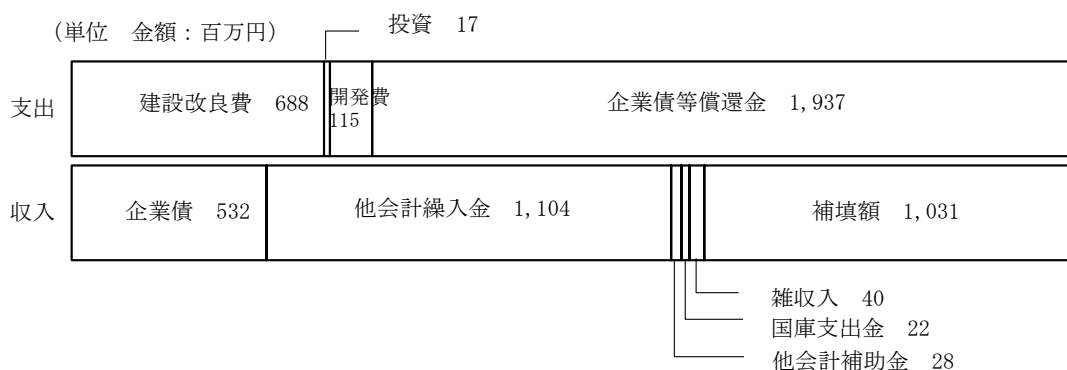 (単位 金額:百万円)
投資 17
支出
建設改良費 688
開発費
115
企業債等償還金 1,937
収入
企業債 532
他会計繰入金 1,104
補填額 1,031
雑収入 40
国庫支出金 22
他会計補助金 28